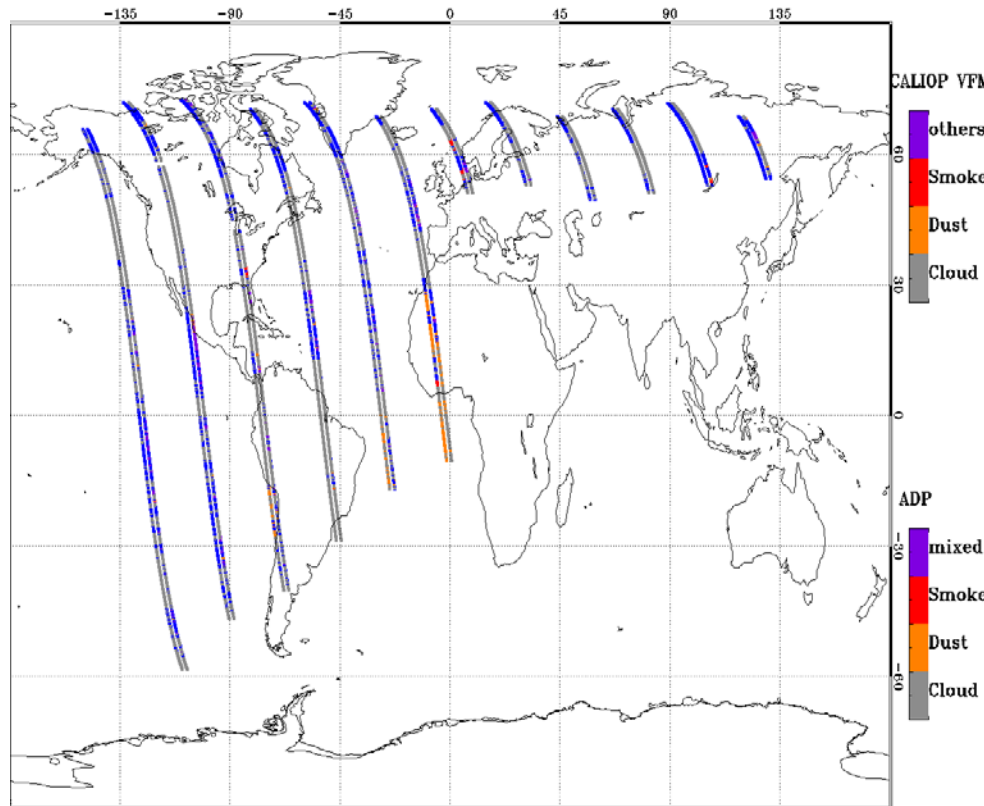 -135 -90 -45 0 45 90 135
CALIOP VFM
others
Smoke
Dust
Cloud
60
30
0
-30
-60
ADP
mixed
Smoke
Dust
Cloud